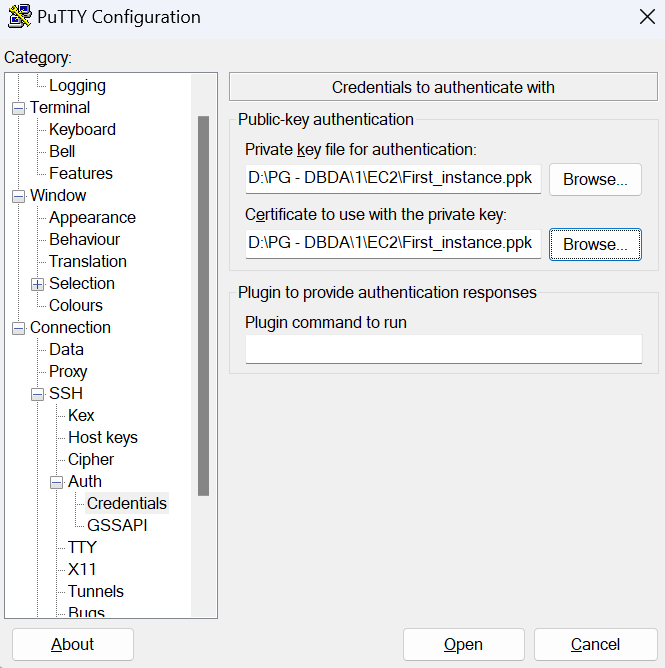 PuTTY Configuration
Category:
Logging
Terminal
Keyboard
Bell
Features
Window
Appearance
Behaviour
Translation
Selection
Colours
Connection
Data
Proxy
SSH
Kex
Host keys
Cipher
Auth
Credentials
GSSAPI
TTY
X11
Tunnels
Bugs
Credentials to authenticate with
Public-key authentication
Private key file for authentication:
D:\PG - DBDA\1\EC2\First_instance.ppk
Browse...
Certificate to use with the private key:
D:\PG - DBDA\1\EC2\First_instance.ppk
Browse...
Plugin to provide authentication responses
Plugin command to run
About
Open
Cancel